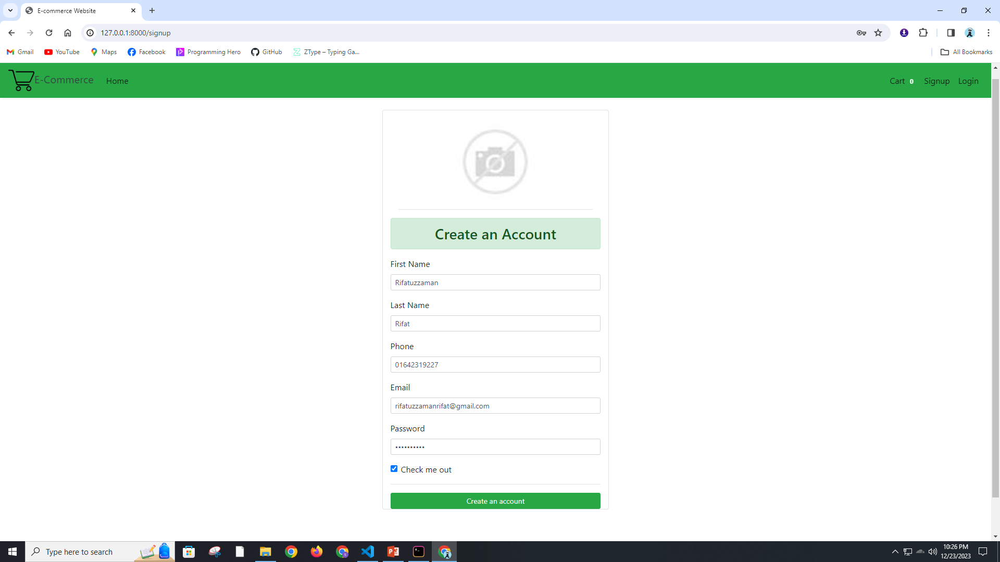 E-commerce Website
127.0.0.1:8000/signup
Gmail YouTube Maps Facebook Programming Hero GitHub ZType – Typing Ga... All Bookmarks
E-Commerce Home Cart 0 Signup Login
Create an Account
First Name
Rifatuzzaman
Last Name
Rifat
Phone
01642319227
Email
rifatuzzamanrifat@gmail.com
Password
••••••••••
Check me out
Create an account
Type here to search
10:26 PM
12/23/2023